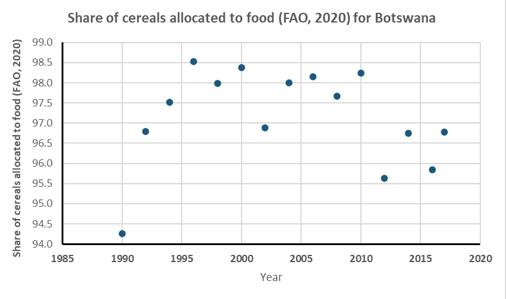 Share of cereals allocated to food (FAO, 2020) for Botswana
Share of cereals allocated to food (FAO, 2020)
99.0
98.5
98.0
97.5
97.0
96.5
96.0
95.5
95.0
94.5
94.0
1985 1990 1995 2000 2005 2010 2015 2020
Year